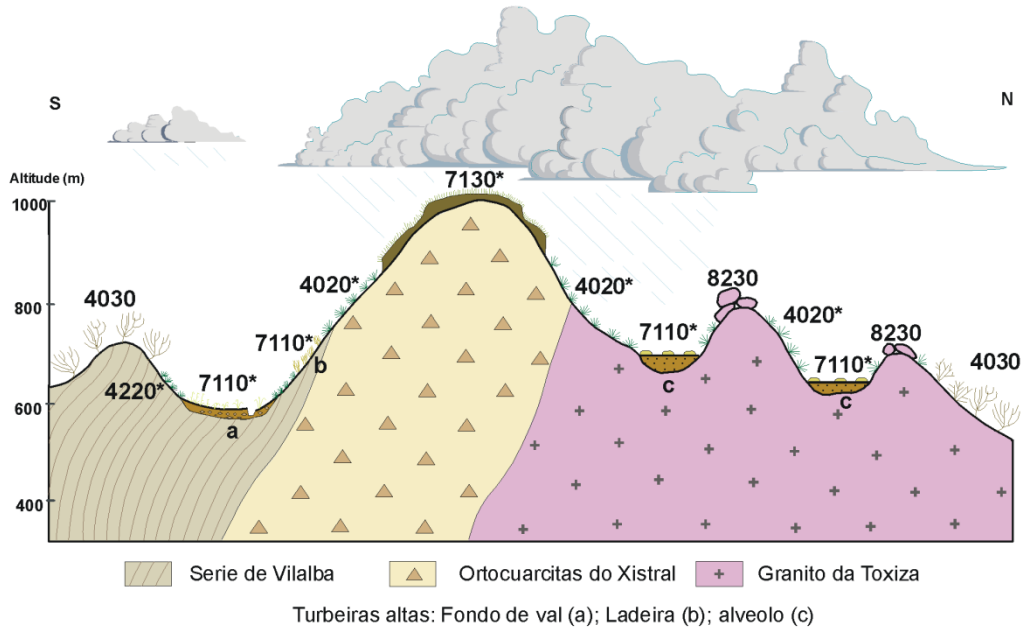 S
N
Altitude (m)
7130*
1000
4020*
4020*
8230
800
4030
4020*
7110*
7110*
8230
b
4030
4220*
7110*
7110*
c
600
c
a
400
Serie de Vilalba
Ortocuarcitas do Xistral
Granito da Toxiza
Turbeiras altas: Fondo de val (a); Ladeira (b); alveolo (c)